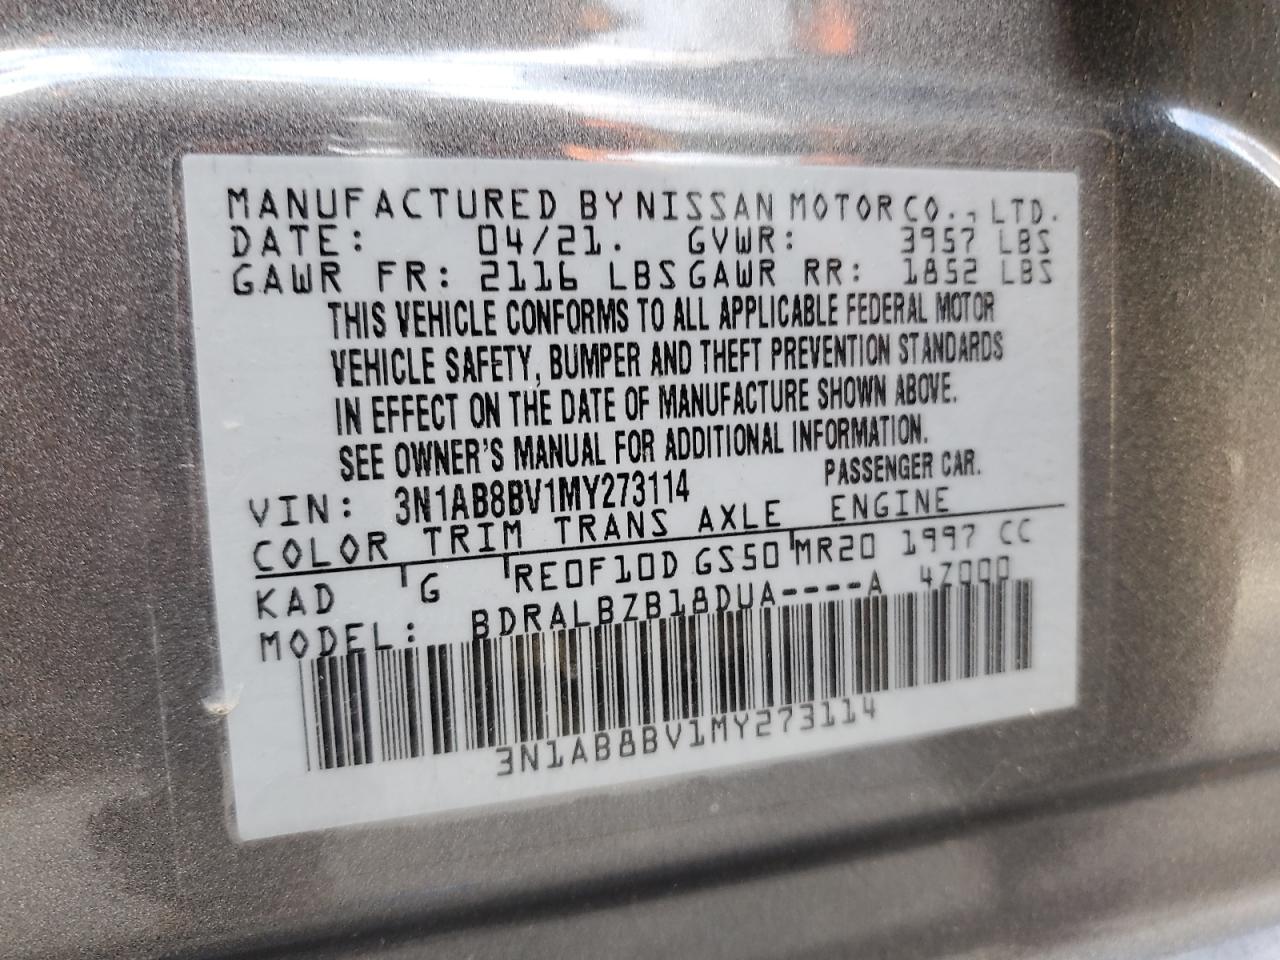 MANUFACTURED BY NISSAN MOTOR CO., LTD.
DATE: 04/21. GVWR: 3957 LBS
GAWR FR: 2116 LBS GAWR RR: 1852 LBS
THIS VEHICLE CONFORMS TO ALL APPLICABLE FEDERAL MOTOR
VEHICLE SAFETY, BUMPER AND THEFT PREVENTION STANDARDS
IN EFFECT ON THE DATE OF MANUFACTURE SHOWN ABOVE.
SEE OWNER'S MANUAL FOR ADDITIONAL INFORMATION.
VIN: 3N1AB8BV1MY273114 PASSENGER CAR.
COLOR TRIM TRANS AXLE ENGINE
KAD G RE0F10D GS50 MR20 1997 CC
MODEL: BDRALBZB18DUA----A
3N1AB8BV1MY273114